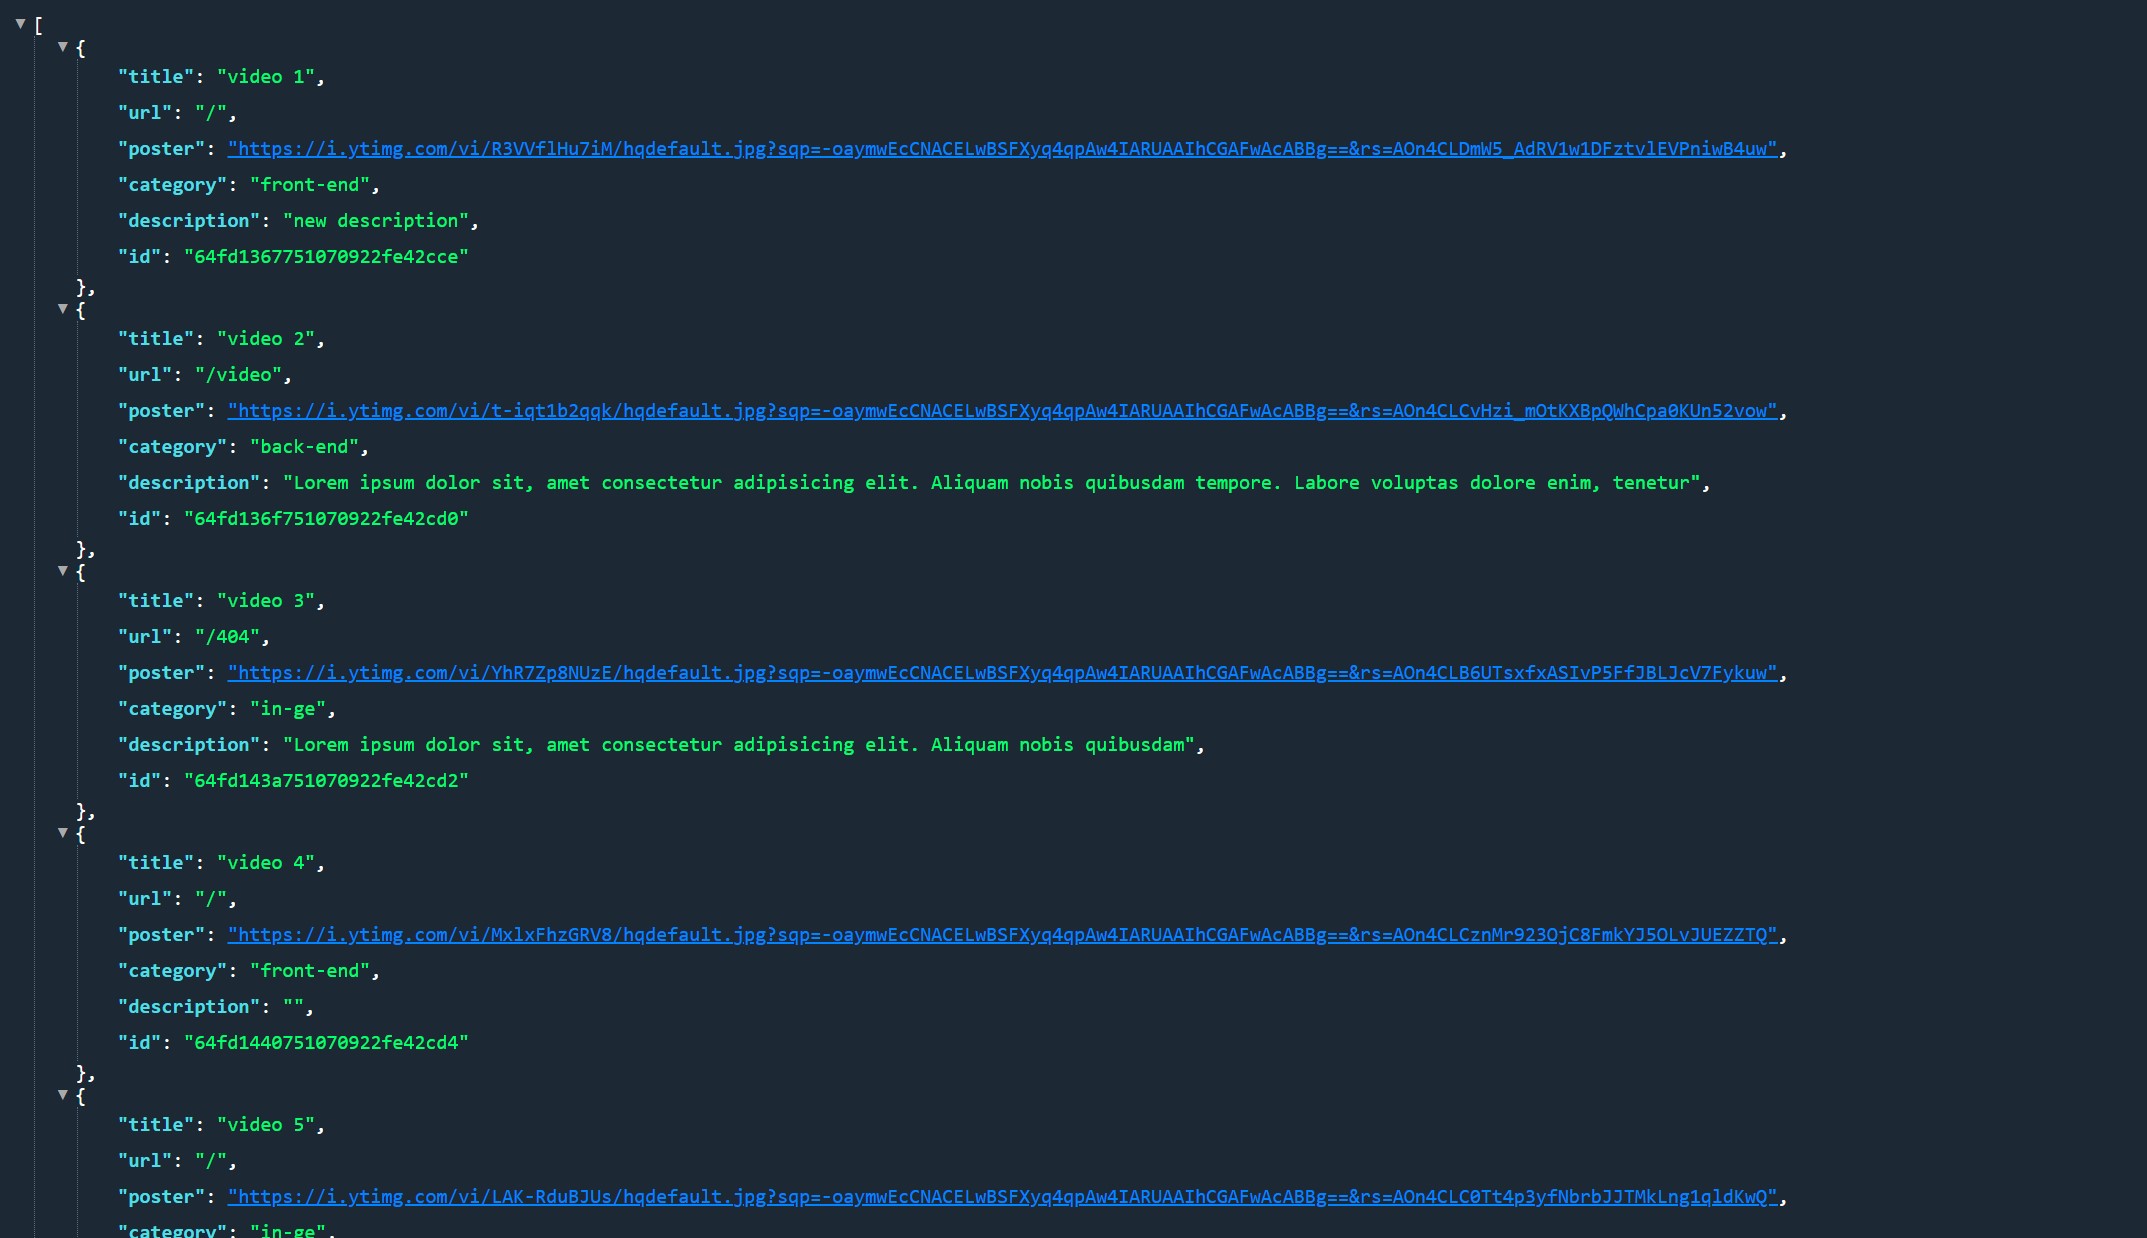 [
{
"title": "video 1",
"url": "/",
"poster": "https://i.ytimg.com/vi/R3VVflHu7iM/hqdefault.jpg?sqp=-oaymwEcCNACELwBSFXyq4qpAw4IARUAAIhCGAFwAcABBg==&rs=AOn4CLDmW5_AdRV1w1DFztvlEVPniwB4uw",
"category": "front-end",
"description": "new description",
"id": "64fd1367751070922fe42cce"
},
{
"title": "video 2",
"url": "/video",
"poster": "https://i.ytimg.com/vi/t-iqt1b2qqk/hqdefault.jpg?sqp=-oaymwEcCNACELwBSFXyq4qpAw4IARUAAIhCGAFwAcABBg==&rs=AOn4CLCvHzi_mOtKXBpQWhCpa0KUn52vow",
"category": "back-end",
"description": "Lorem ipsum dolor sit, amet consectetur adipisicing elit. Aliquam nobis quibusdam tempore. Labore voluptas dolore enim, tenetur",
"id": "64fd136f751070922fe42cd0"
},
{
"title": "video 3",
"url": "/404",
"poster": "https://i.ytimg.com/vi/YhR7Zp8NUzE/hqdefault.jpg?sqp=-oaymwEcCNACELwBSFXyq4qpAw4IARUAAIhCGAFwAcABBg==&rs=AOn4CLB6UTsxfxASIvP5FfJBLJcV7Fykuw",
"category": "in-ge",
"description": "Lorem ipsum dolor sit, amet consectetur adipisicing elit. Aliquam nobis quibusdam",
"id": "64fd143a751070922fe42cd2"
},
{
"title": "video 4",
"url": "/",
"poster": "https://i.ytimg.com/vi/MxlxFhzGRV8/hqdefault.jpg?sqp=-oaymwEcCNACELwBSFXyq4qpAw4IARUAAIhCGAFwAcABBg==&rs=AOn4CLCznMr923OjC8FmkYJ5OLvJUEZZTQ",
"category": "front-end",
"description": "",
"id": "64fd1440751070922fe42cd4"
},
{
"title": "video 5",
"url": "/",
"poster": "https://i.ytimg.com/vi/LAK-RduBJUs/hqdefault.jpg?sqp=-oaymwEcCNACELwBSFXyq4qpAw4IARUAAIhCGAFwAcABBg==&rs=AOn4CLC0Tt4p3yfNbrbJJTMkLng1qldKwQ",
"category": "in-ge",